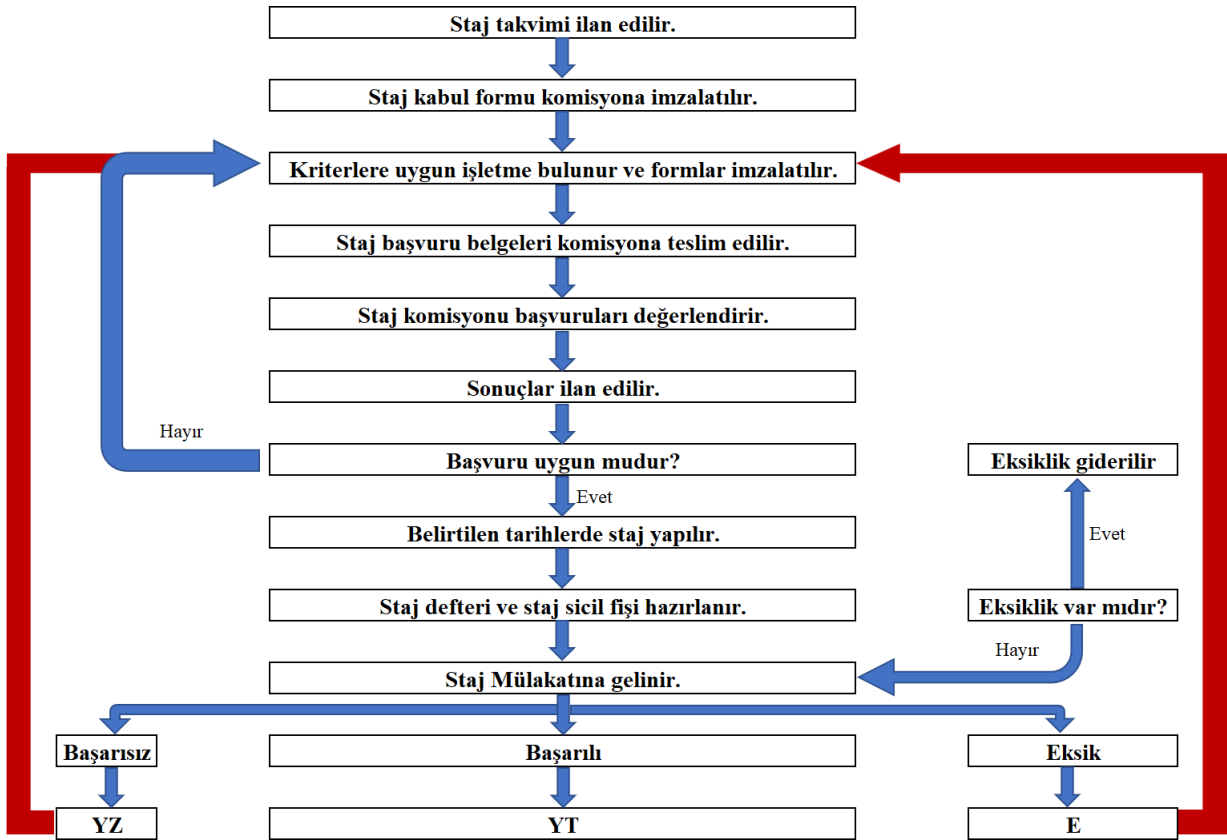 Staj takvimi ilan edilir.
Staj kabul formu komisyona imzalatılır.
Kriterlere uygun işletme bulunur ve formlar imzalatılır.
Staj başvuru belgeleri komisyona teslim edilir.
Staj komisyonu başvuruları değerlendirir.
Sonuçlar ilan edilir.
Hayır
Başvuru uygun mudur?
Eksiklik giderilir
Evet
Belirtilen tarihlerde staj yapılır.
Evet
Staj defteri ve staj sicil fişi hazırlanır.
Eksiklik var mıdır?
Hayır
Staj Mülakatına gelinir.
Başarısız
Başarılı
Eksik
YZ
YT
E